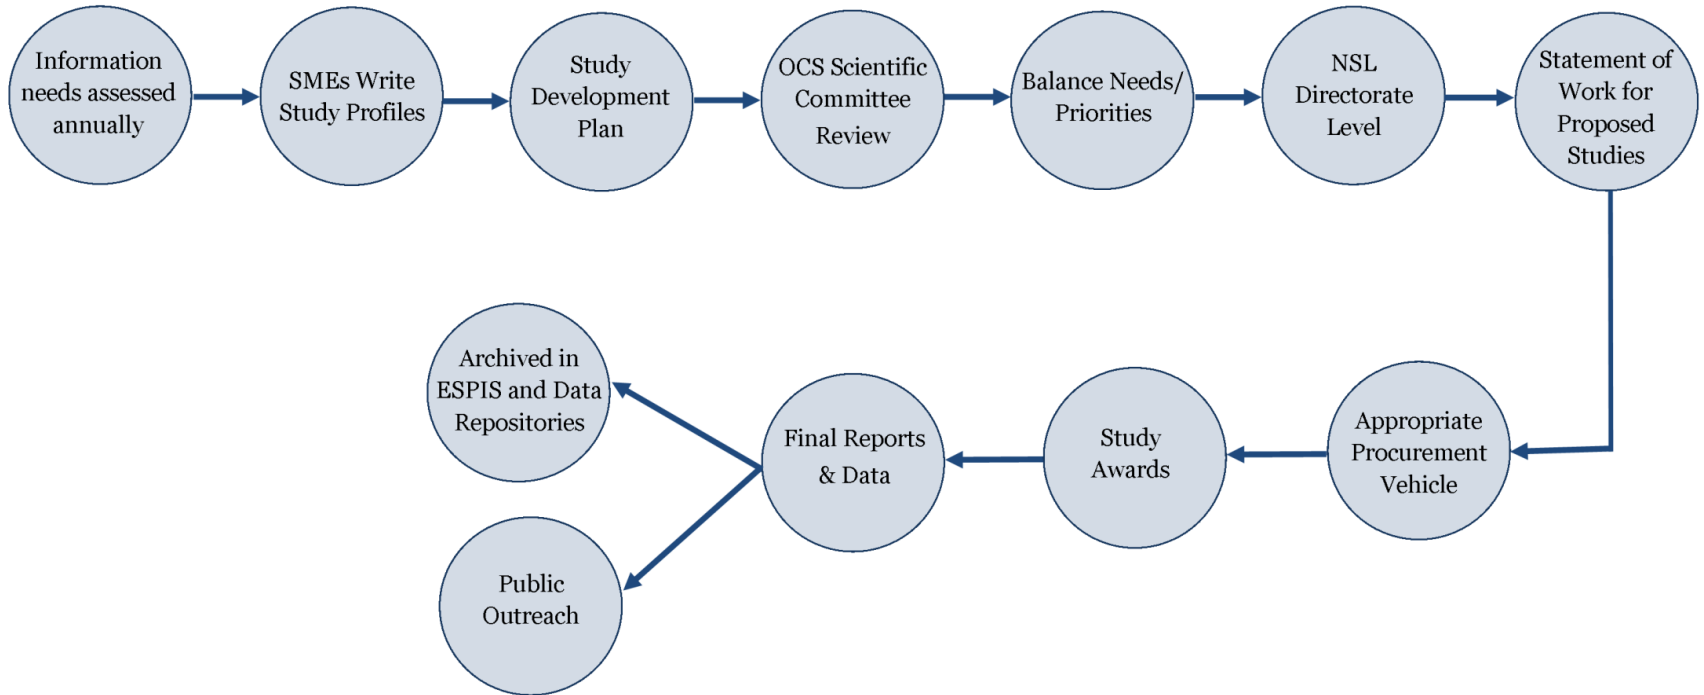 Information
needs assessed
annually
SMEs Write
Study Profiles
Study
Development
Plan
OCS Scientific
Committee
Review
Balance Needs/
Priorities
NSL
Directorate
Level
Statement of
Work for
Proposed
Studies
Appropriate
Procurement
Vehicle
Study
Awards
Final Reports
& Data
Archived in
ESPIS and Data
Repositories
Public
Outreach